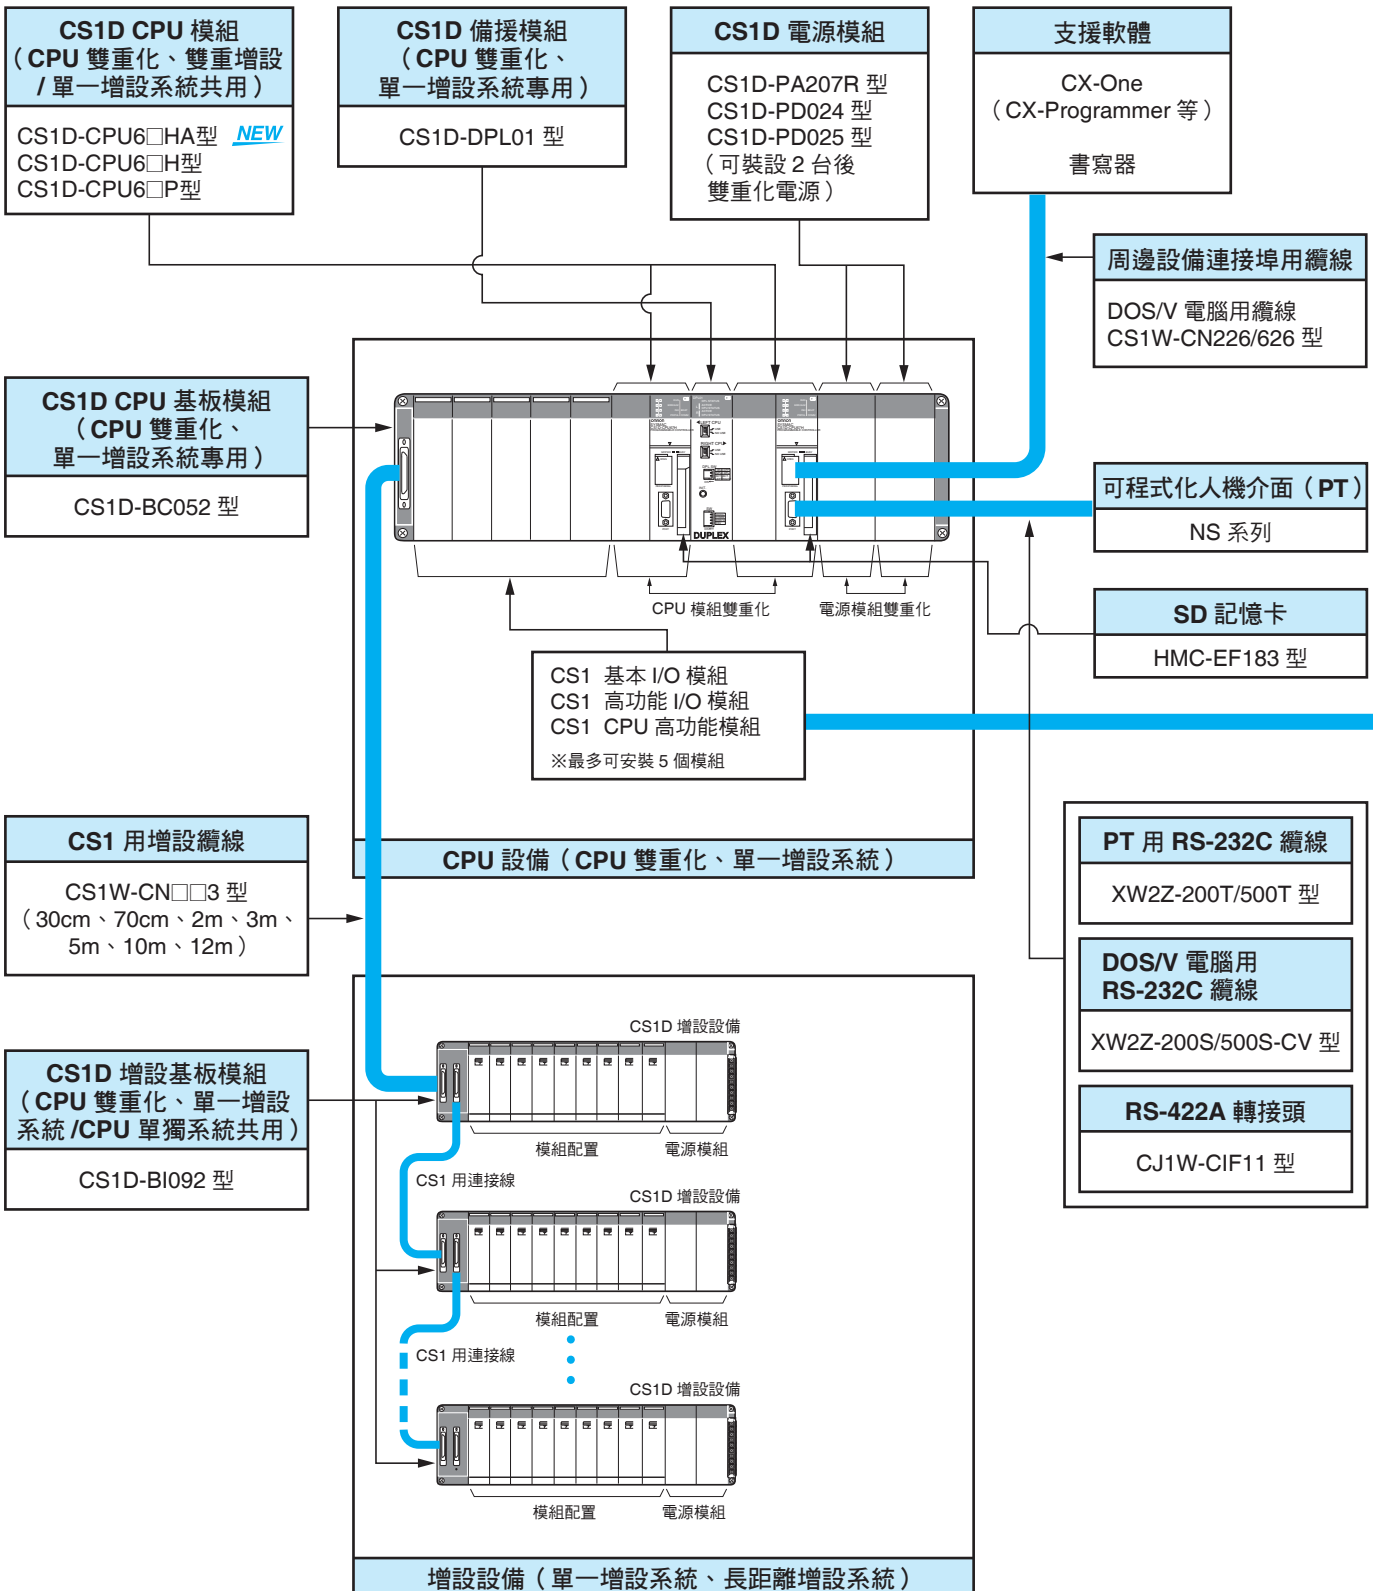 CS1D CPU 模組
（CPU 雙重化、雙重增設
/ 單一增設系統共用）
CS1D-CPU6□HA型 NEW
CS1D-CPU6□H型
CS1D-CPU6□P型
CS1D 備援模組
（CPU 雙重化、
單一增設系統專用）
CS1D-DPL01 型
CS1D 電源模組
CS1D-PA207R 型
CS1D-PD024 型
CS1D-PD025 型
（可裝設 2 台後
雙重化電源）
支援軟體
CX-One
（CX-Programmer 等）
書寫器
周邊設備連接埠用纜線
DOS/V 電腦用纜線
CS1W-CN226/626 型
CS1D CPU 基板模組
（CPU 雙重化、
單一增設系統專用）
CS1D-BC052 型
LEFT CPU
RIGHT CPU
DUPLEX
可程式化人機介面（PT）
NS 系列
CPU 模組雙重化
電源模組雙重化
SD 記憶卡
HMC-EF183 型
CS1 基本 I/O 模組
CS1 高功能 I/O 模組
CS1 CPU 高功能模組
※最多可安裝 5 個模組
CPU 設備（CPU 雙重化、單一增設系統）
CS1 用增設纜線
CS1W-CN□□3 型
（30cm、70cm、2m、3m、
5m、10m、12m）
PT 用 RS-232C 纜線
XW2Z-200T/500T 型
DOS/V 電腦用
RS-232C 纜線
XW2Z-200S/500S-CV 型
RS-422A 轉接頭
CJ1W-CIF11 型
CS1D 增設基板模組
（CPU 雙重化、單一增設
系統 /CPU 單獨系統共用）
CS1D-BI092 型
CS1D 增設設備
模組配置
電源模組
CS1 用連接線
CS1D 增設設備
模組配置
電源模組
CS1 用連接線
CS1D 增設設備
模組配置
電源模組
增設設備（單一增設系統、長距離增設系統）